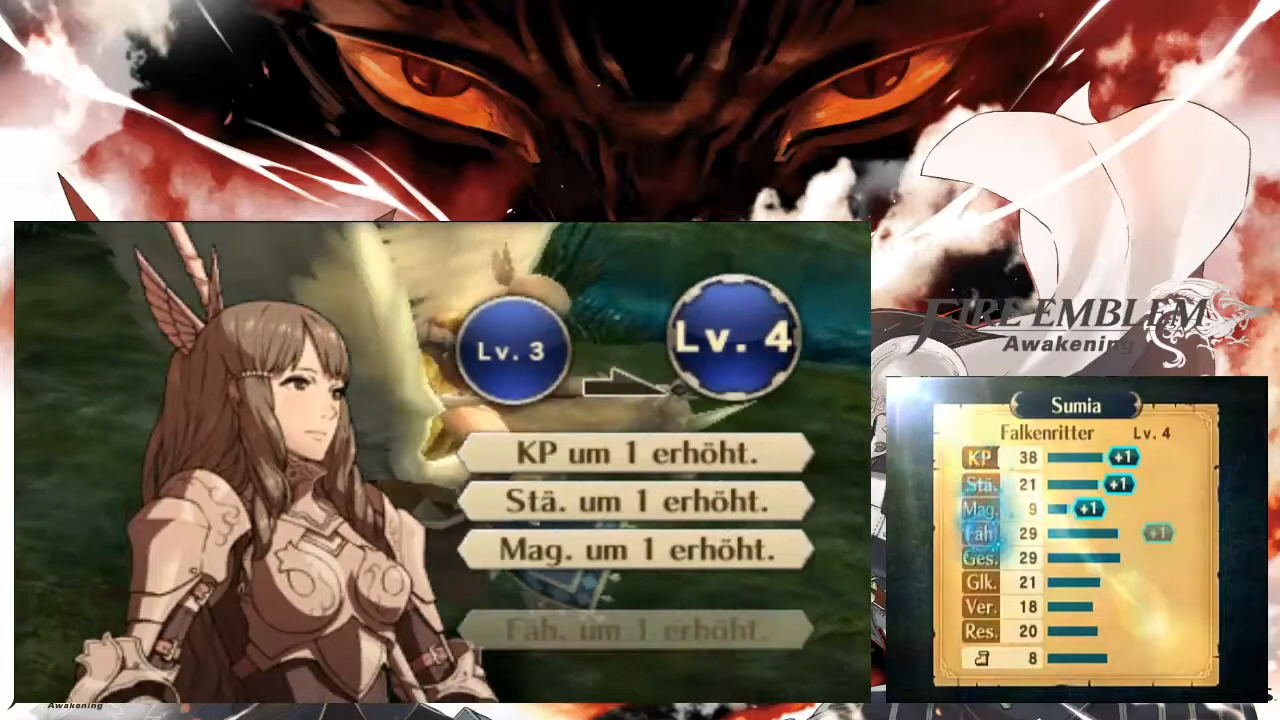 Lv. 3
Lv. 4
KP um 1 erhöht.
Stä. um 1 erhöht.
Mag. um 1 erhöht.
Fäh. um 1 erhöht.
FIRE EMBLEM
Awakening
Sumia
Falkenritter Lv. 4
KP 38 +1
Stä. 21 +1
Mag. 9 +1
Fäh. 29 +1
Ges. 29
Glk. 21
Ver. 18
Res. 20
8
Awakening